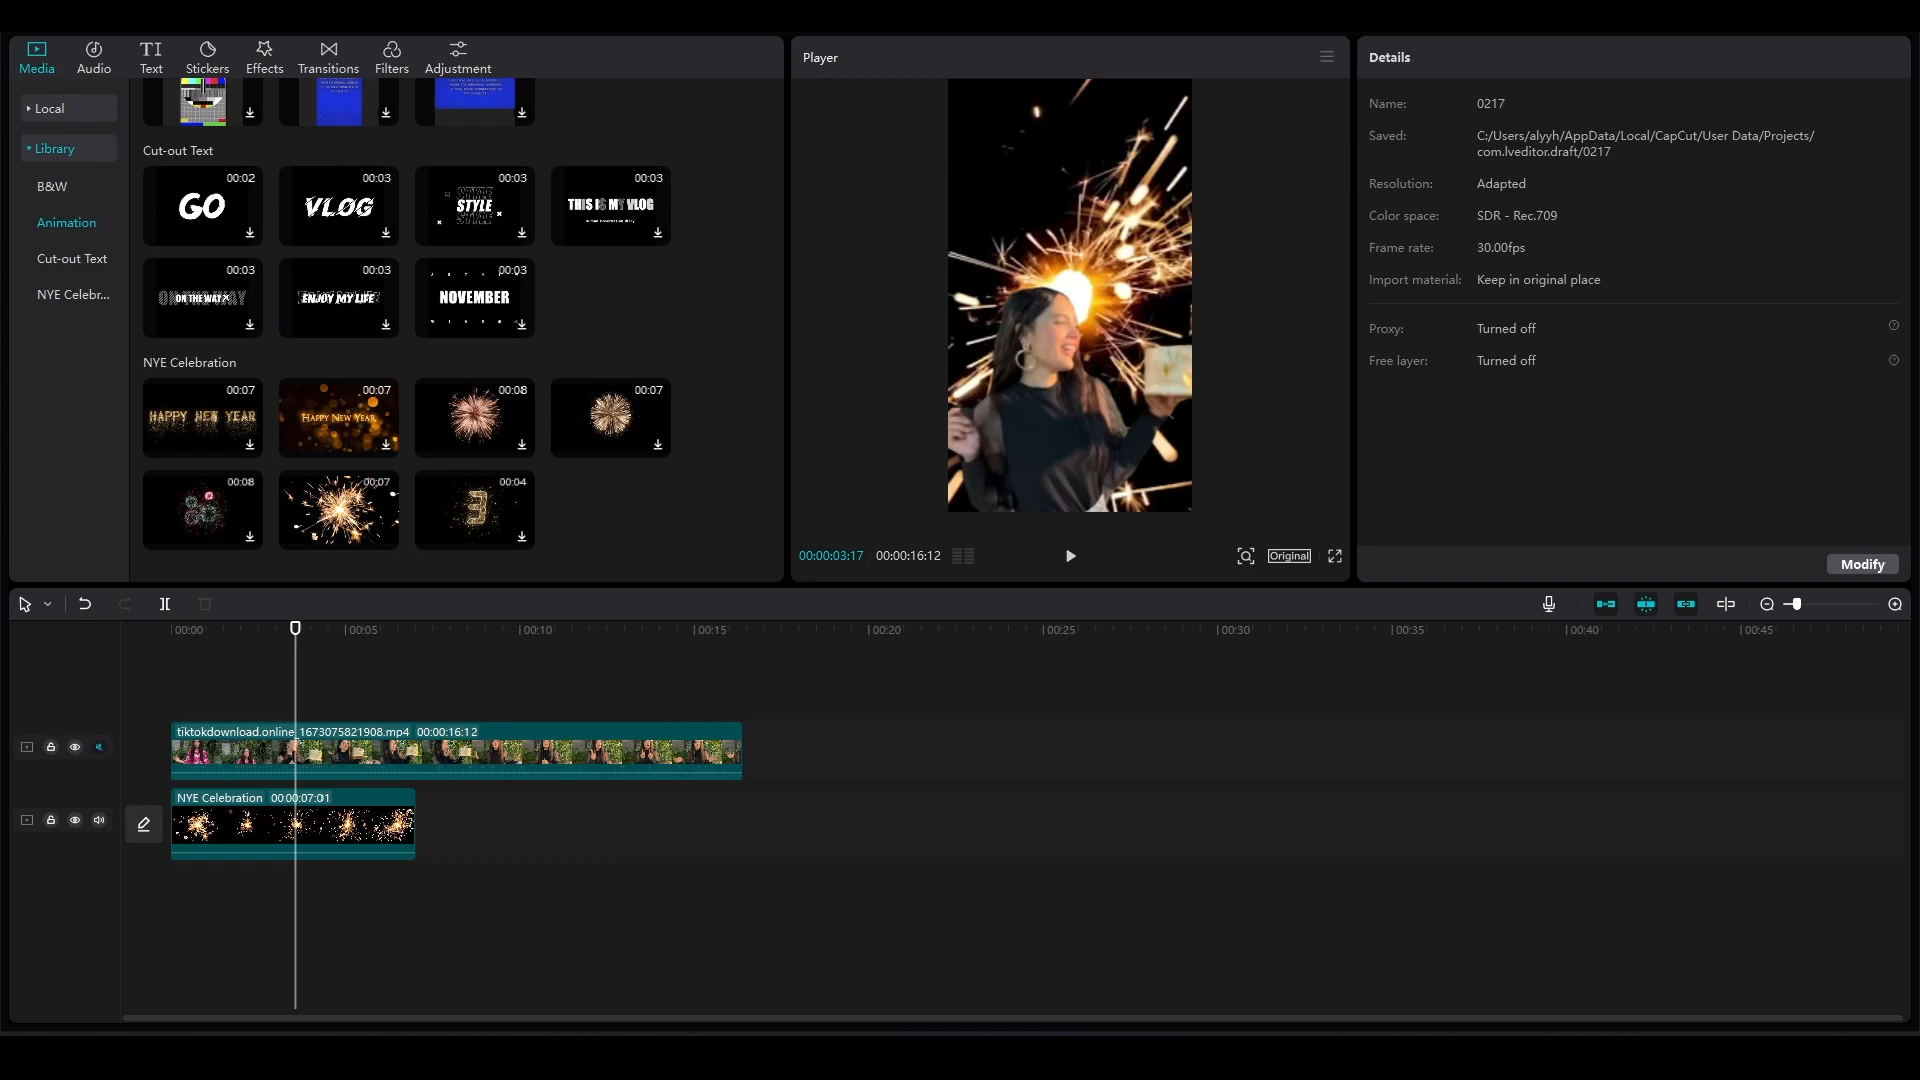 Media
Audio
Text
Stickers
Effects
Transitions
Filters
Adjustment
Local
Library
B&W
Animation
Cut-out Text
NYE Celebr...
Cut-out Text
00:02
GO
00:03
VLOG
00:03
STYLE
STYLE
STYLE
00:03
THIS IS MY VLOG
00:03
ON THE WAY
00:03
ENJOY MY LIFE
00:03
NOVEMBER
NYE Celebration
00:07
HAPPY NEW YEAR
00:07
HAPPY NEW YEAR
00:08
00:07
00:08
00:07
00:04
3
Player
00:00:03:17
00:00:16:12
Original
Details
Name: 0217
Saved: C:/Users/alyyh/AppData/Local/CapCut/User Data/Projects/
com.lveditor.draft/0217
Resolution: Adapted
Color space: SDR - Rec.709
Frame rate: 30.00fps
Import material: Keep in original place
Proxy: Turned off
Free layer: Turned off
Modify
00:00
00:05
00:10
00:15
00:20
00:25
00:30
00:35
00:40
00:45
tiktokdownload.online_1673075821908.mp4 00:00:16:12
NYE Celebration 00:00:07:01